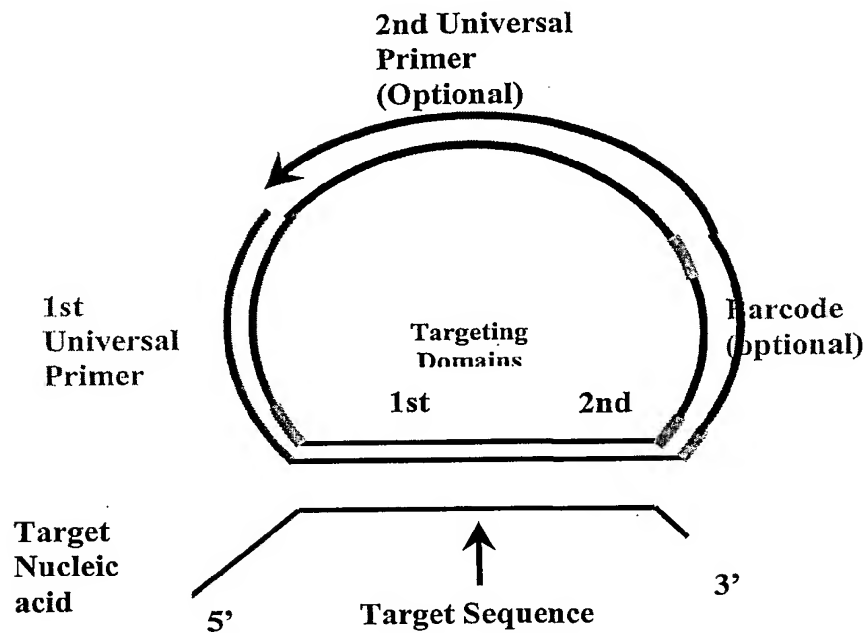 2nd Universal
Primer
(Optional)
1st
Universal
Primer
Targeting
Domains
1st 2nd
Barcode
(optional)
Target
Nucleic
acid
5’
Target Sequence
3’